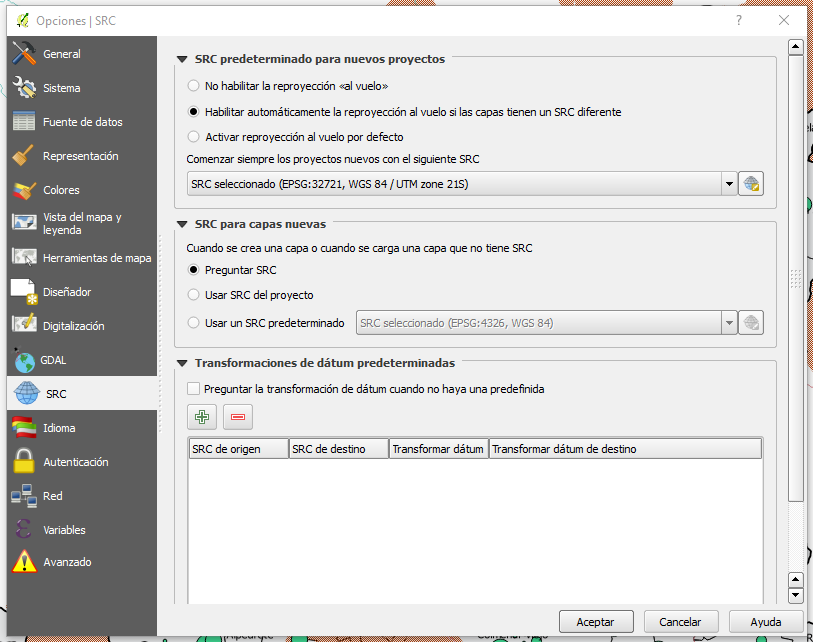 Opciones | SRC
?
General
Sistema
Fuente de datos
Representación
Colores
Vista del mapa y
leyenda
Herramientas de mapa
Diseñador
Digitalización
GDAL
SRC
Idioma
Autenticación
Red
Variables
Avanzado
SRC predeterminado para nuevos proyectos
No habilitar la reproyección «al vuelo»
Habilitar automáticamente la reproyección al vuelo si las capas tienen un SRC diferente
Activar reproyección al vuelo por defecto
Comenzar siempre los proyectos nuevos con el siguiente SRC
SRC seleccionado (EPSG:32721, WGS 84 / UTM zone 21S)
SRC para capas nuevas
Cuando se crea una capa o cuando se carga una capa que no tiene SRC
Preguntar SRC
Usar SRC del proyecto
Usar un SRC predeterminado
SRC seleccionado (EPSG:4326, WGS 84)
Transformaciones de dátum predeterminadas
Preguntar la transformación de dátum cuando no haya una predefinida
SRC de origen
SRC de destino
Transformar dátum
Transformar dátum de destino
Aceptar
Cancelar
Ayuda